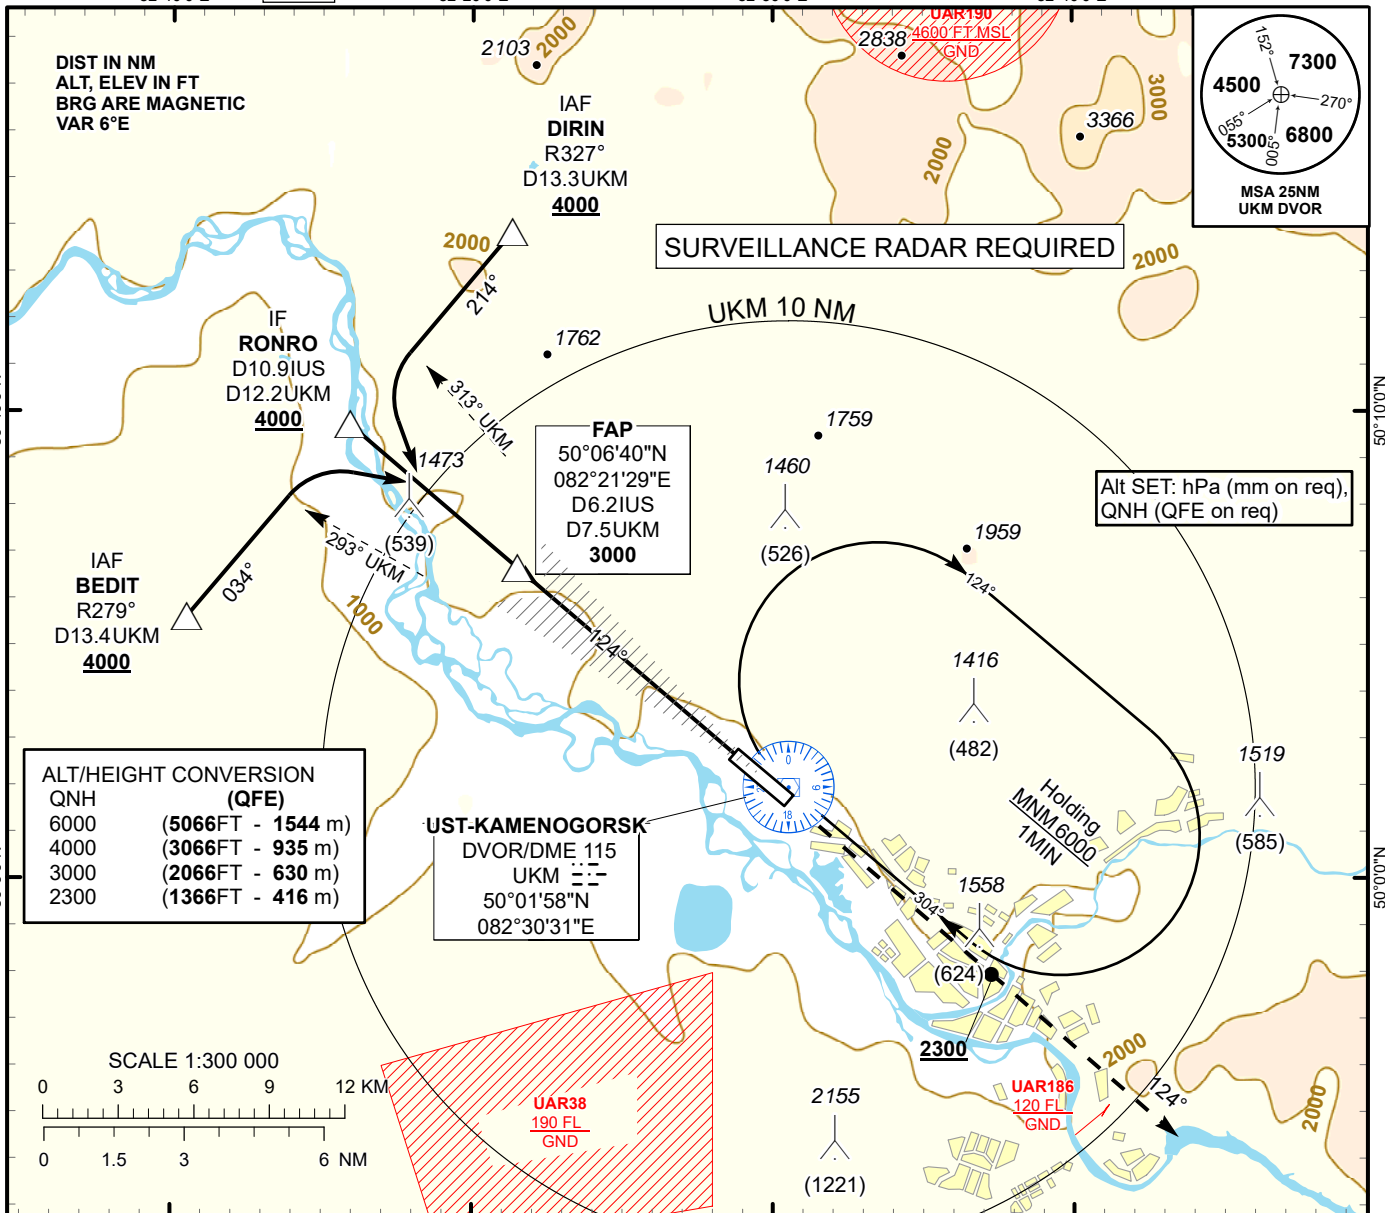 DIST IN NM
ALT, ELEV IN FT
BRG ARE MAGNETIC
VAR 6°E
2103
2000
UAR190
4600 FT MSL
GND
2838
3000
3366
2000
152°
7300
4500
270°
055°
5300
005°
6800
MSA 25NM
UKM DVOR
IAF
DIRIN
R327°
D13.3UKM
4000
2000
214°
SURVEILLANCE RADAR REQUIRED
2000
UKM 10 NM
IF
RONRO
D10.9IUS
D12.2UKM
4000
1762
313° UKM
1759
1473
(539)
FAP
50°06'40"N
082°21'29"E
D6.2IUS
D7.5UKM
3000
1460
(526)
50°10'0"N
Alt SET: hPa (mm on req),
QNH (QFE on req)
1959
124°
293° UKM
IAF
BEDIT
R279°
D13.4UKM
4000
034°
1000
124°
1416
(482)
1519
(585)
ALT/HEIGHT CONVERSION
QNH (QFE)
6000 (5066FT - 1544 m)
4000 (3066FT - 935 m)
3000 (2066FT - 630 m)
2300 (1366FT - 416 m)
0
9
18
UST-KAMENOGORSK
DVOR/DME 115
UKM
50°01'58"N
082°30'31"E
Holding
MNM 6000
1MIN
50°0'0"N
1558
(624)
304°
2300
2000
124°
UAR186
120 FL
GND
2000
2155
(1221)
UAR38
190 FL
GND
SCALE 1:300 000
0 3 6 9 12 KM
0 1.5 3 6 NM